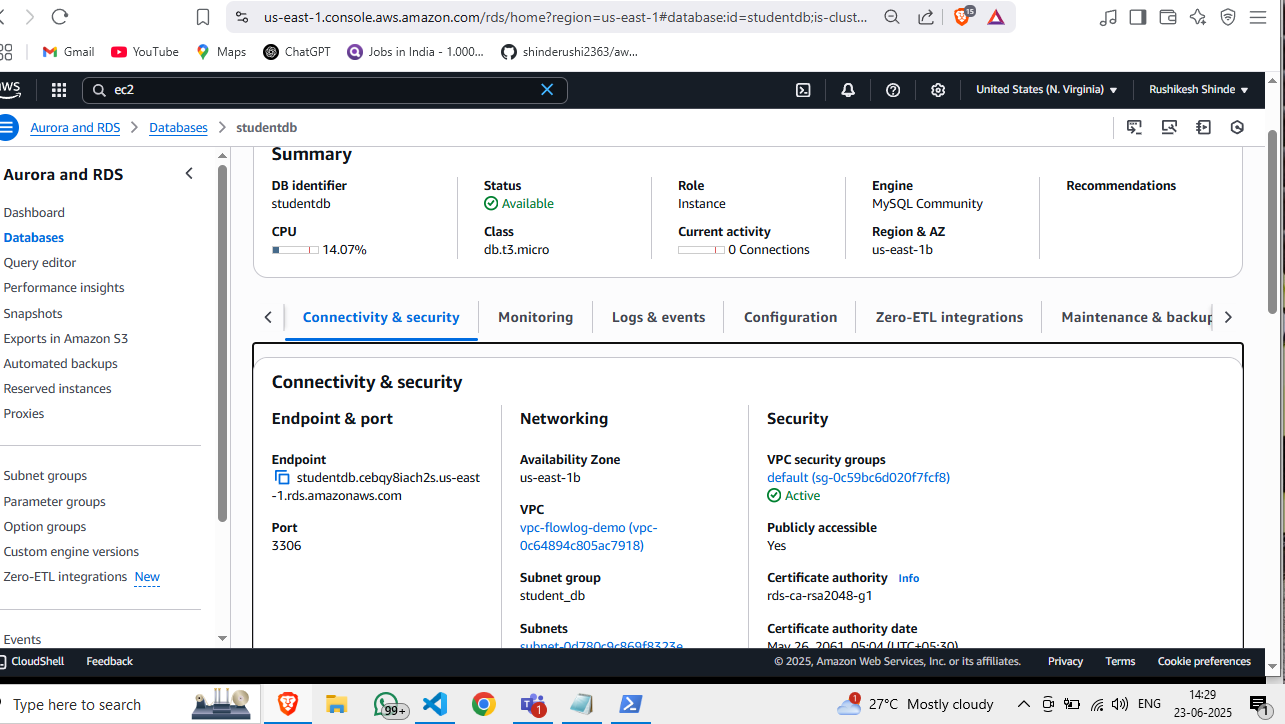 us-east-1.console.aws.amazon.com/rds/home?region=us-east-1#database:id=studentdb;is-clust...
15
Gmail
YouTube
Maps
ChatGPT
Jobs in India - 1.000...
shinderushi2363/aw...
aws
ec2
United States (N. Virginia)
Rushikesh Shinde
Aurora and RDS
Databases
studentdb
Aurora and RDS
Dashboard
Databases
Query editor
Performance insights
Snapshots
Exports in Amazon S3
Automated backups
Reserved instances
Proxies
Subnet groups
Parameter groups
Option groups
Custom engine versions
Zero-ETL integrations New
Events
Summary
DB identifier
studentdb
Status
Available
Role
Instance
Engine
MySQL Community
Recommendations
CPU
14.07%
Class
db.t3.micro
Current activity
0 Connections
Region & AZ
us-east-1b
Connectivity & security
Monitoring
Logs & events
Configuration
Zero-ETL integrations
Maintenance & backup
Connectivity & security
Endpoint & port
Endpoint
studentdb.cebqy8iach2s.us-east
-1.rds.amazonaws.com
Port
3306
Networking
Availability Zone
us-east-1b
VPC
vpc-flowlog-demo (vpc-
0c64894c805ac7918)
Subnet group
student_db
Subnets
subnet-0d780c9c869f8323e
Security
VPC security groups
default (sg-0c59bc6d020f7fcf8)
Active
Publicly accessible
Yes
Certificate authority Info
rds-ca-rsa2048-g1
Certificate authority date
May 26, 2061, 05:04 (UTC+05:30)
CloudShell
Feedback
© 2025, Amazon Web Services, Inc. or its affiliates.
Privacy
Terms
Cookie preferences
Type here to search
99+
1
1
27°C Mostly cloudy
ENG
14:29
23-06-2025
1